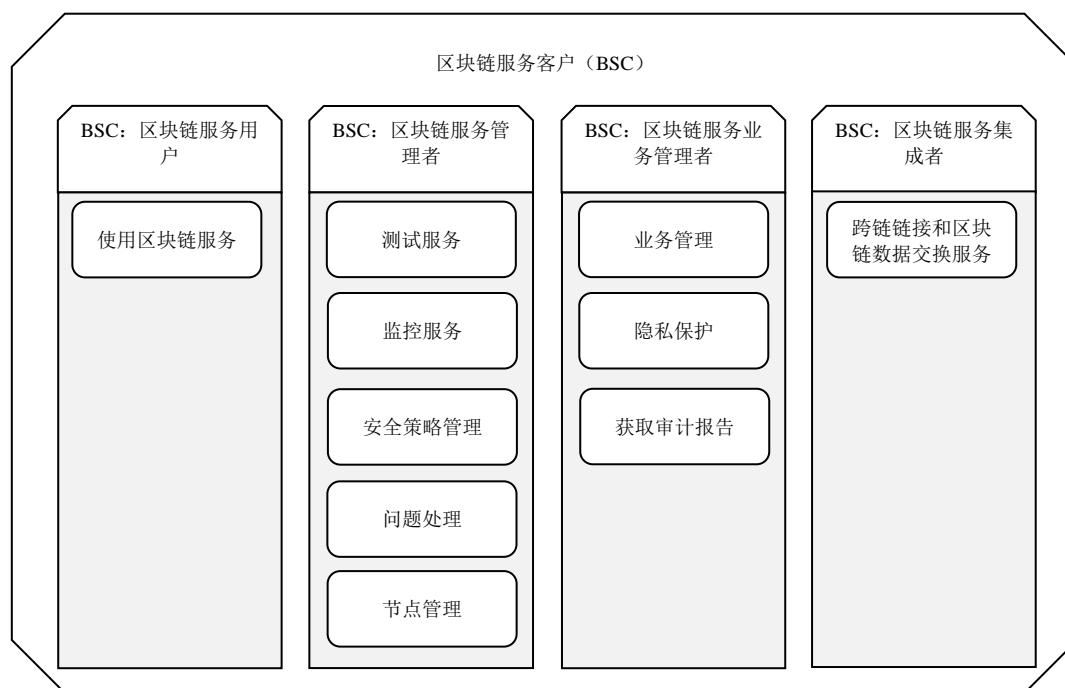 区块链服务客户（BSC）
BSC：区块链服务用
户
使用区块链服务
BSC：区块链服务管
理者
测试服务
监控服务
安全策略管理
问题处理
节点管理
BSC：区块链服务业
务管理者
业务管理
隐私保护
获取审计报告
BSC：区块链服务集
成者
跨链链接和区块
链数据交换服务